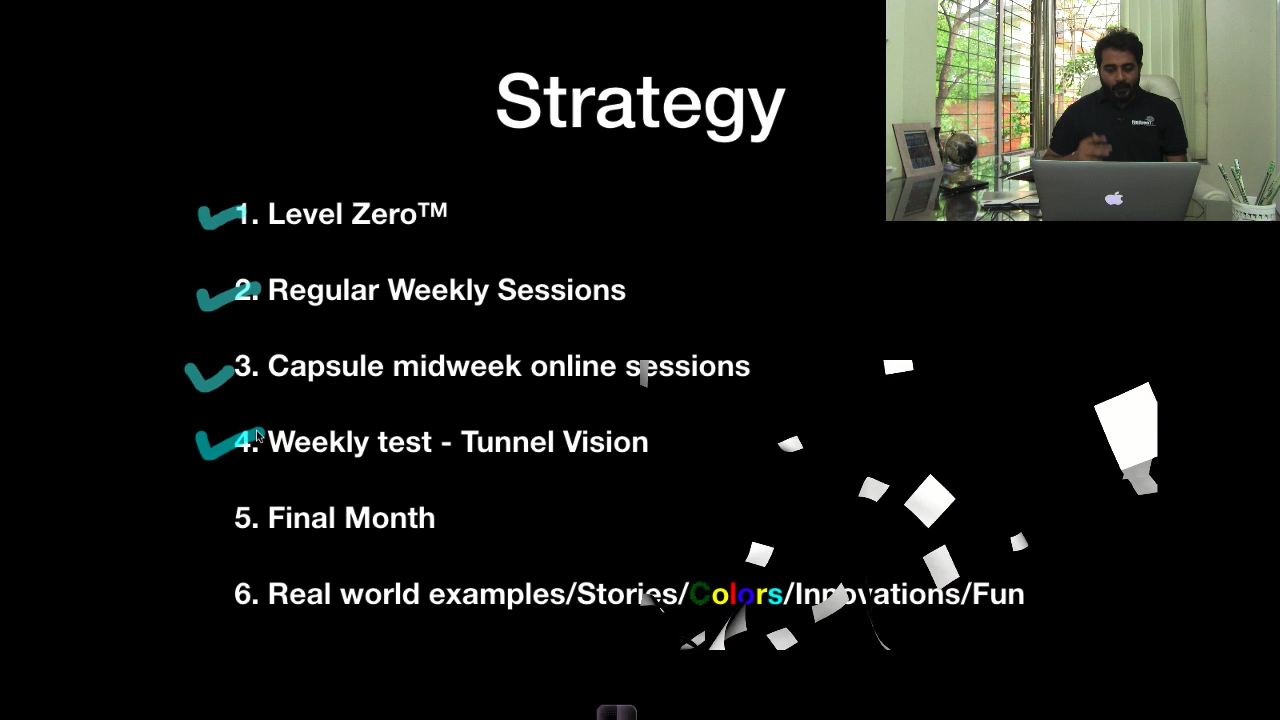 Strategy
1. Level Zero™
2. Regular Weekly Sessions
3. Capsule midweek online sessions
4. Weekly test - Tunnel Vision
5. Final Month
6. Real world examples/Stories/Colors/Innovations/Fun